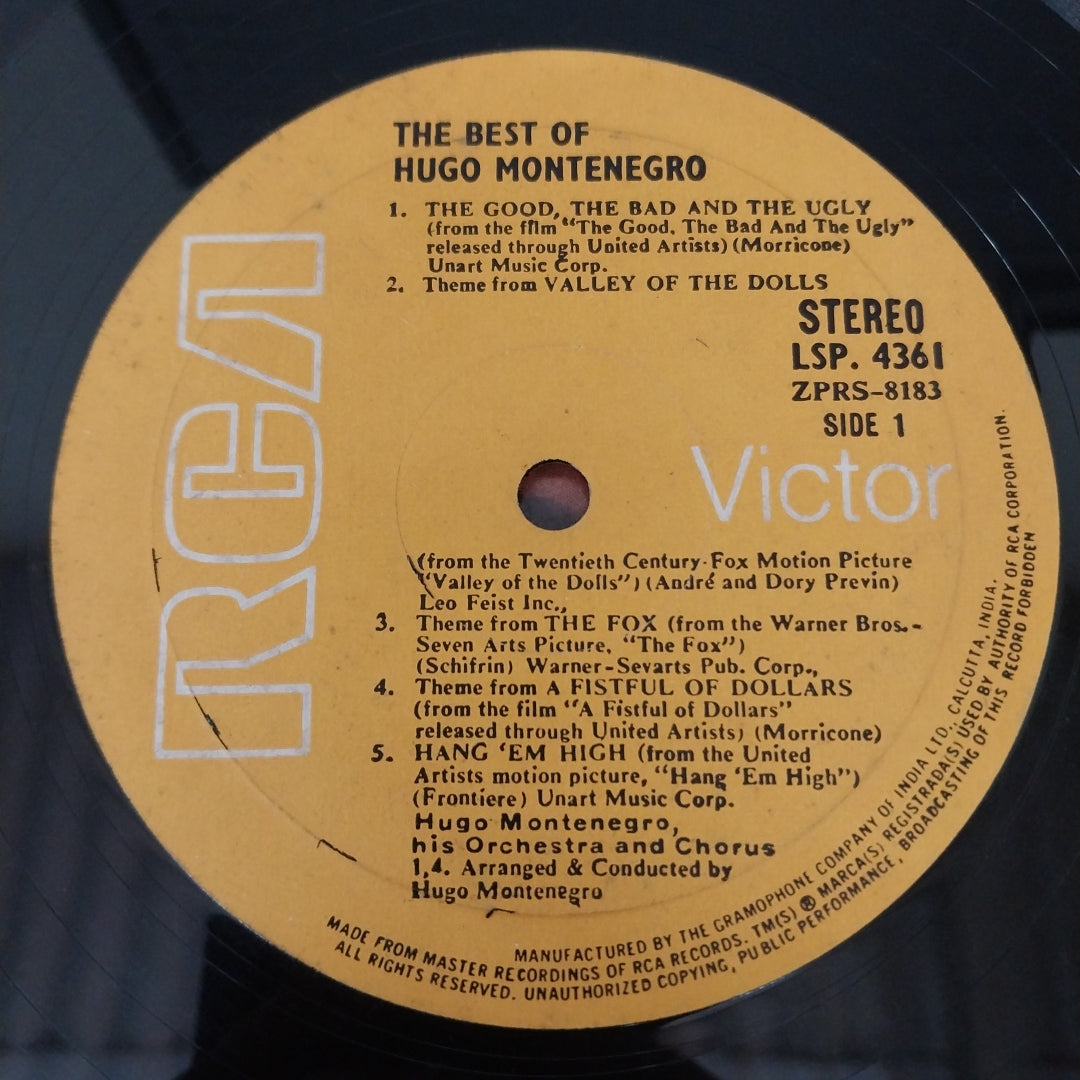 THE BEST OF
HUGO MONTENEGRO
1. THE GOOD, THE BAD AND THE UGLY
(from the fflm "The Good, The Bad And The Ugly"
released through United Artists) (Morricone)
Unart Music Corp.
2. Theme from VALLEY OF THE DOLLS
STEREO
LSP. 4361
ZPRS-8183
SIDE 1
RCA
Victor
(from the Twentieth Century-Fox Motion Picture
"Valley of the Dolls") (André and Dory Previn)
Leo Feist Inc.,
3. Theme from THE FOX (from the Warner Bros.-
Seven Arts Picture, "The Fox")
(Schifrin) Warner-Sevarts Pub. Corp.,
4. Theme from A FISTFUL OF DOLLARS
(from the film "A Fistful of Dollars"
released through United Artists) (Morricone)
5. HANG 'EM HIGH (from the United
Artists motion picture, "Hang 'Em High")
(Frontiere) Unart Music Corp.
Hugo Montenegro,
his Orchestra and Chorus
1,4. Arranged & Conducted by
Hugo Montenegro
MANUFACTURED BY THE GRAMOPHONE COMPANY OF INDIA LTD., CALCUTTA, INDIA.
MADE FROM MASTER RECORDINGS OF RCA RECORDS. TM(S) ® MARCA(S) REGISTRADA(S) USED BY AUTHORITY OF RCA CORPORATION.
ALL RIGHTS RESERVED. UNAUTHORIZED COPYING, PUBLIC PERFORMANCE, BROADCASTING OF THIS RECORD FORBIDDEN